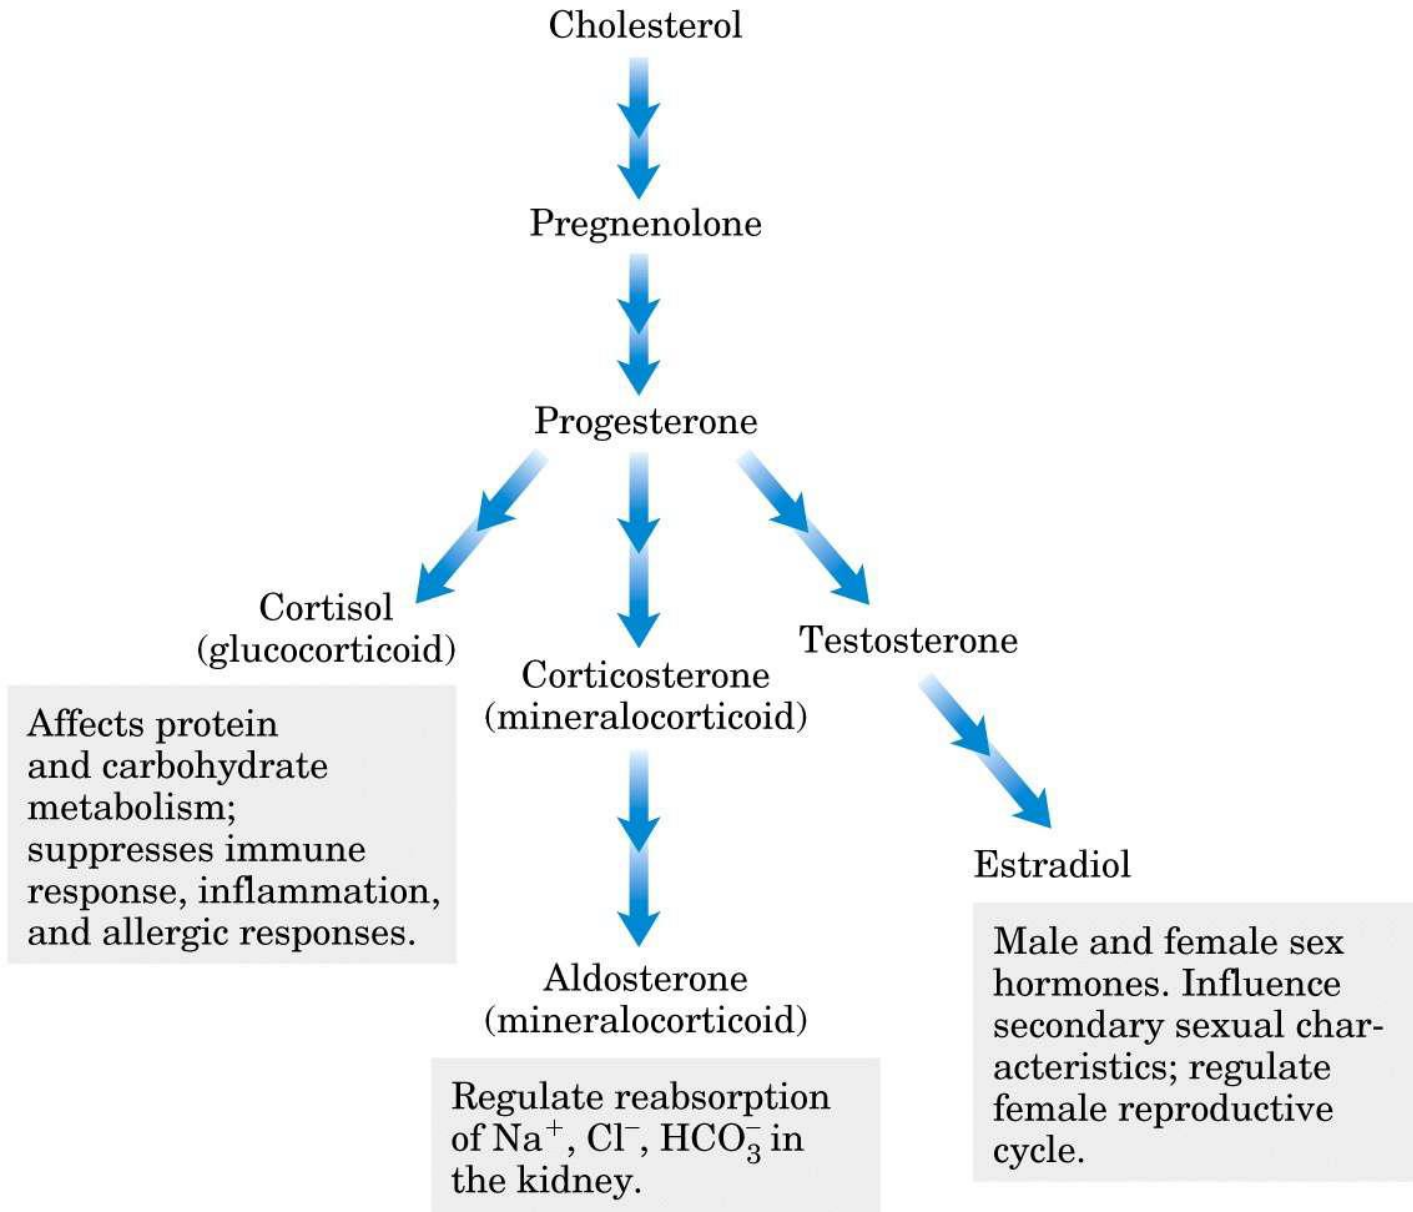 Cholesterol
Pregnenolone
Progesterone
Cortisol
(glucocorticoid)
Affects protein
and carbohydrate
metabolism;
suppresses immune
response, inflammation,
and allergic responses.
Corticosterone
(mineralocorticoid)
Aldosterone
(mineralocorticoid)
Regulate reabsorption
of Na⁺, Cl⁻, HCO₃⁻ in
the kidney.
Testosterone
Estradiol
Male and female sex
hormones. Influence
secondary sexual char-
acteristics; regulate
female reproductive
cycle.